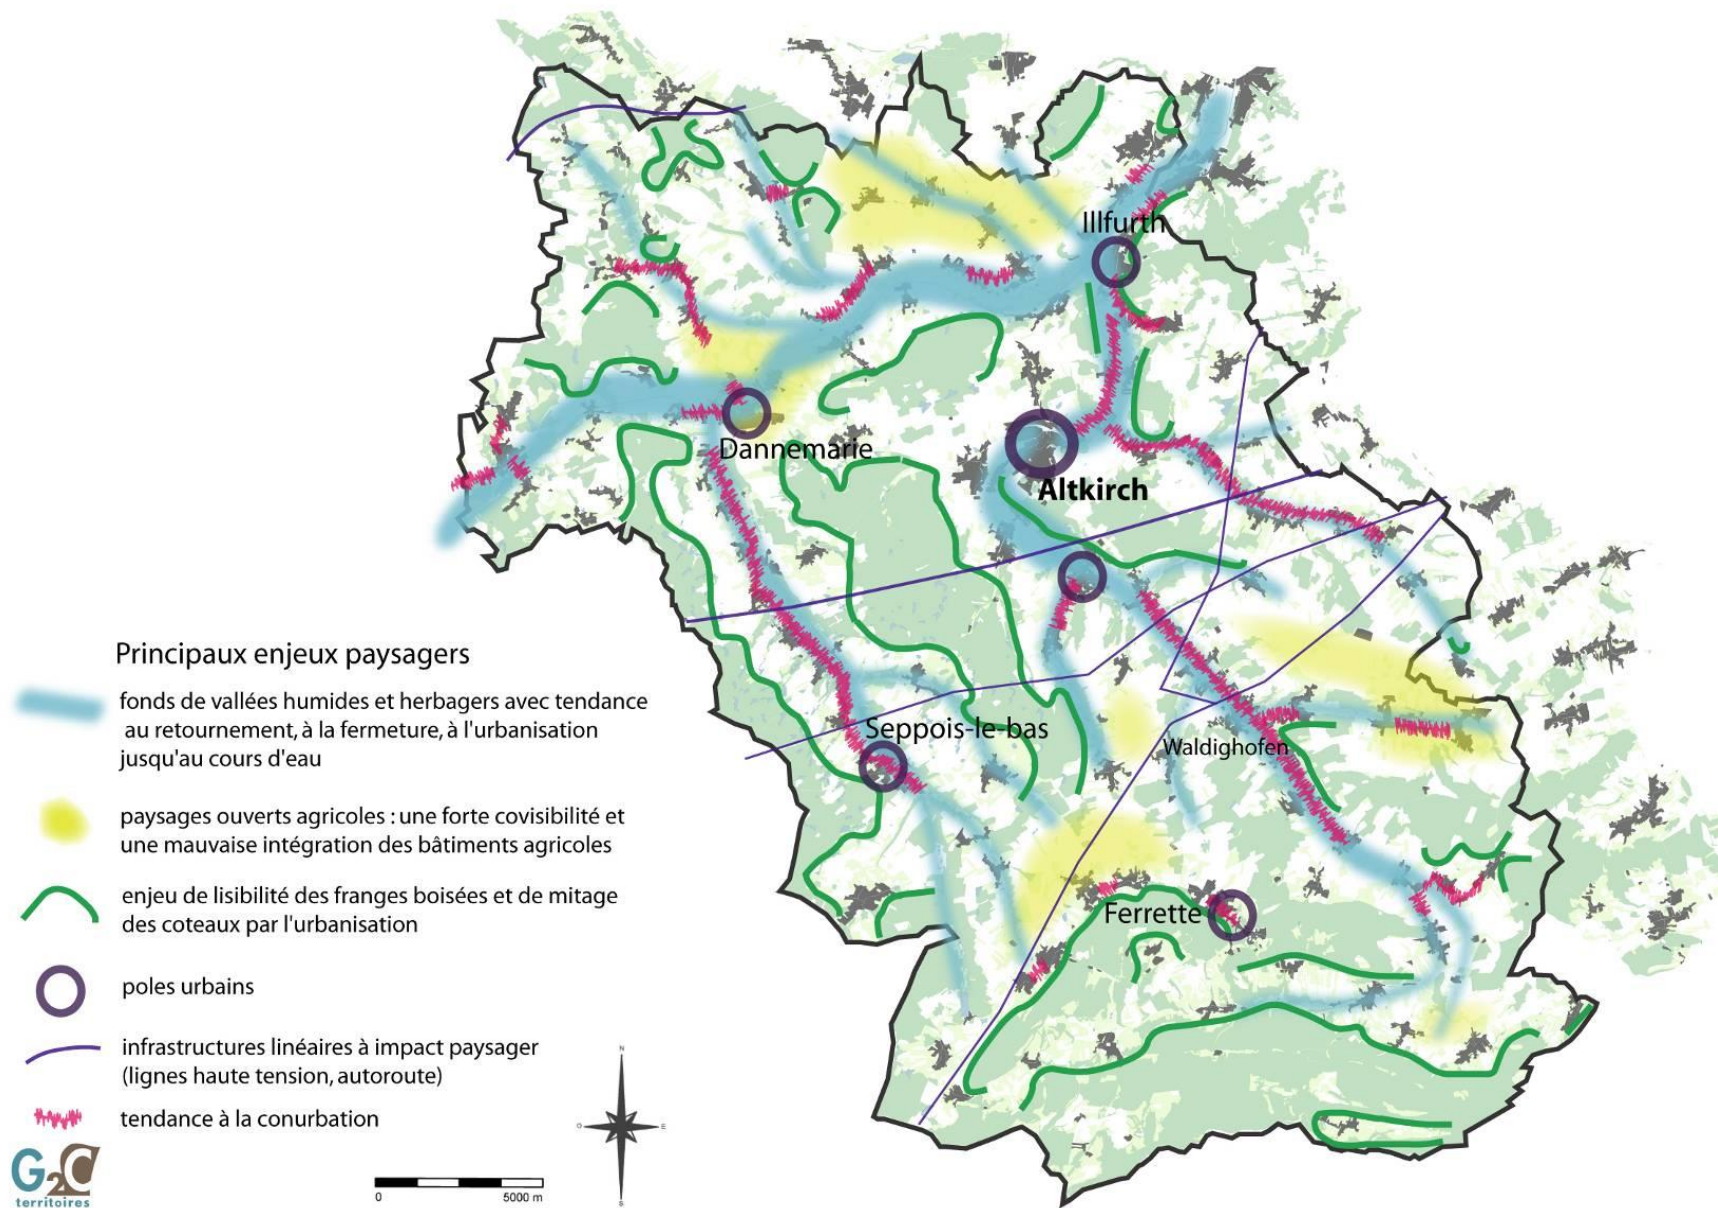 Illfurth
Dannemarie
Altkirch
Seppois-le-bas
Waldighofen
Ferrette
Principaux enjeux paysagers
fonds de vallées humides et herbagers avec tendance
au retournement, à la fermeture, à l'urbanisation
jusqu'au cours d'eau
paysages ouverts agricoles : une forte covisibilité et
une mauvaise intégration des bâtiments agricoles
enjeu de lisibilité des franges boisées et de mitage
des coteaux par l'urbanisation
poles urbains
infrastructures linéaires à impact paysager
(lignes haute tension, autoroute)
tendance à la conurbation
G2C
territoires
0 5000 m
N
O E
S